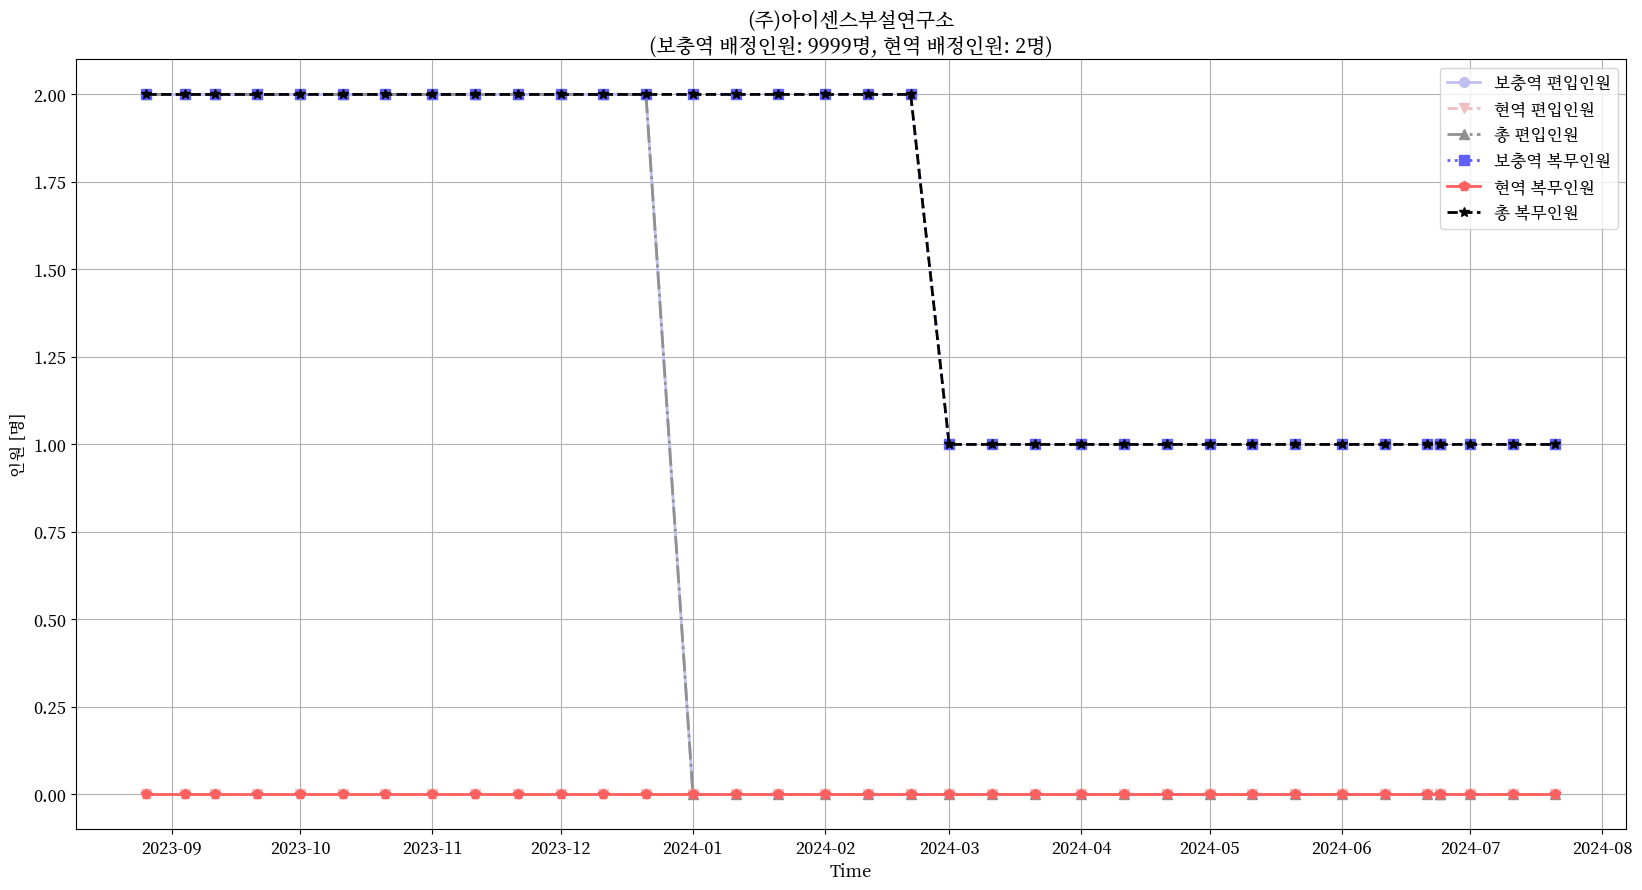 (주)아이센스부설연구소
(보충역 배정인원: 9999명, 현역 배정인원: 2명)
보충역 편입인원
현역 편입인원
총 편입인원
보충역 복무인원
현역 복무인원
총 복무인원
2.00
1.75
1.50
1.25
1.00
0.75
0.50
0.25
0.00
인원 [명]
2023-09 2023-10 2023-11 2023-12 2024-01 2024-02 2024-03 2024-04 2024-05 2024-06 2024-07 2024-08
Time